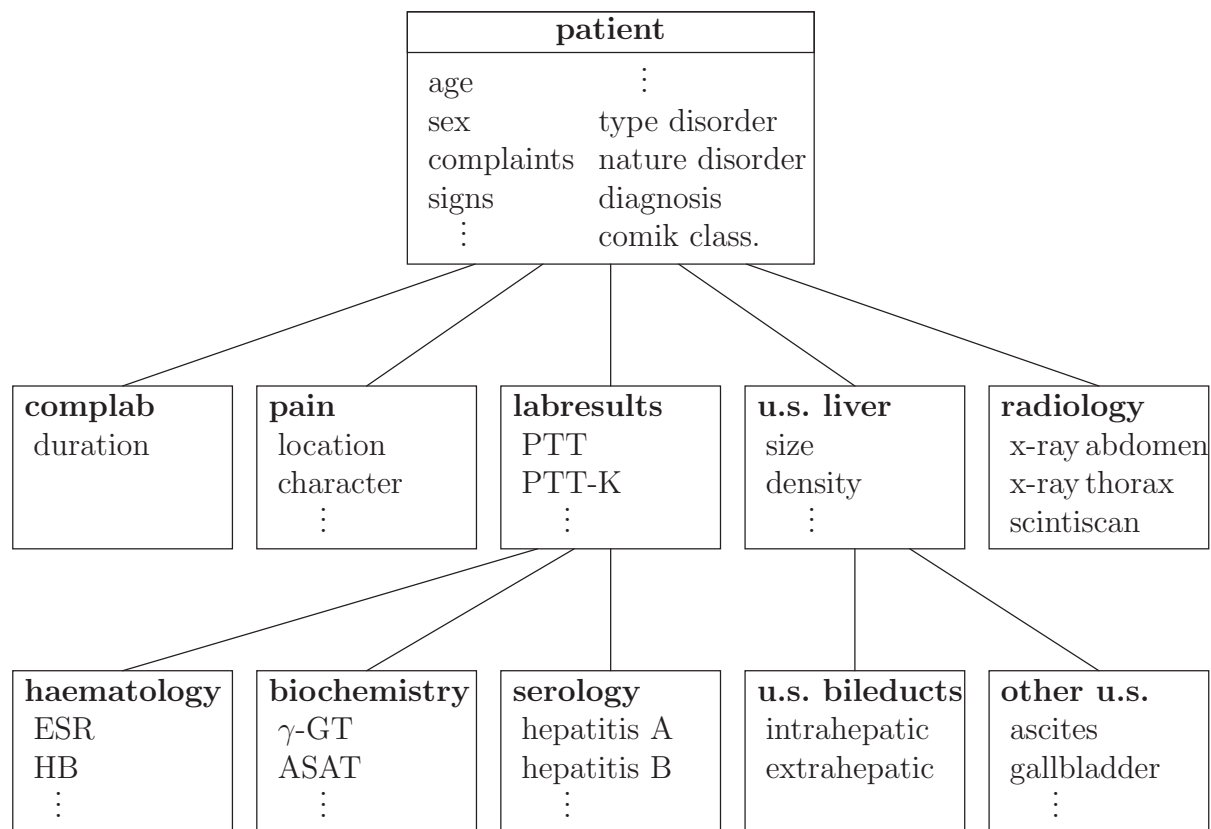 patient
age ⋮
sex type disorder
complaints nature disorder
signs diagnosis
⋮ comik class.
complab
duration
pain
location
character
⋮
labresults
PTT
PTT-K
⋮
u.s. liver
size
density
⋮
radiology
x-ray abdomen
x-ray thorax
scintiscan
haematology
ESR
HB
⋮
biochemistry
γ-GT
ASAT
⋮
serology
hepatitis A
hepatitis B
⋮
u.s. bileducts
intrahepatic
extrahepatic
other u.s.
ascites
gallbladder
⋮